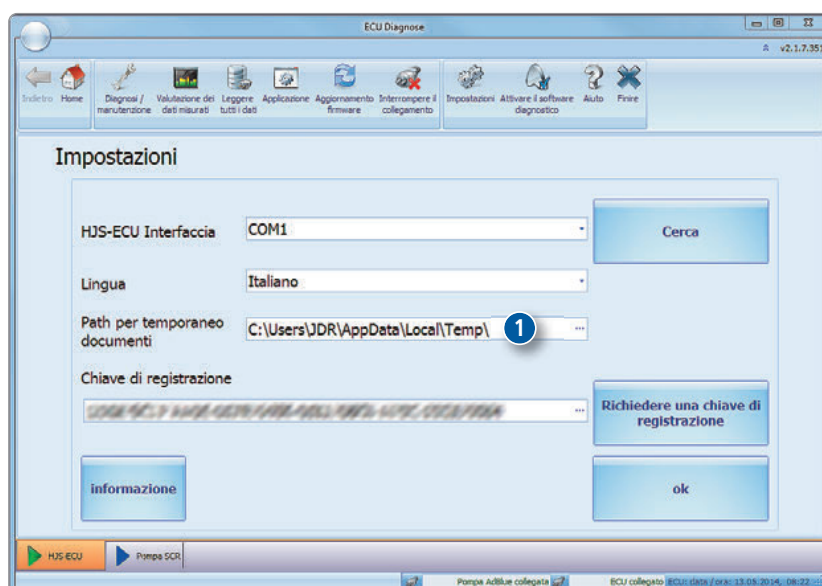 ECU Diagnose
v2.1.7.351
Indietro
Home
Diagnosi /
manutenzione
Valutazione dei
dati misurati
Leggere
tutti i dati
Applicazione
Aggiornamento
firmware
Interrompere il
collegamento
Impostazioni
Attivare il software
diagnostico
Aiuto
Finire
Impostazioni
HJS-ECU Interfaccia
COM1
Cerca
Lingua
Italiano
Path per temporaneo
documenti
C:\Users\JDR\AppData\Local\Temp\
1
Chiave di registrazione
Richiedere una chiave di
registrazione
informazione
ok
HJS ECU
Pompa SCR
Pompa AdBlue collegata
ECU collegato
ECU: data / ora: 13.05.2014, 08:22